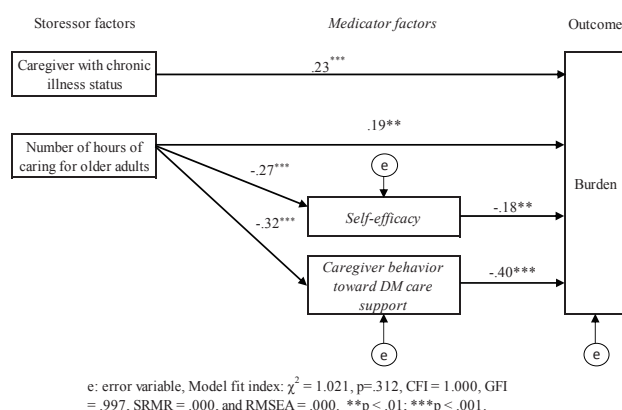 Storessor factors
Medicator factors
Outcome
Caregiver with chronic
illness status
.23***
Number of hours of
caring for older adults
.19**
-.27***
e
Self-efficacy
-.18**
Burden
-.32***
Caregiver behavior
toward DM care
support
-.40***
e
e
e: error variable, Model fit index: χ² = 1.021, p=.312, CFI = 1.000, GFI
= .997, SRMR = .000, and RMSEA = .000, **p < .01; ***p < .001.